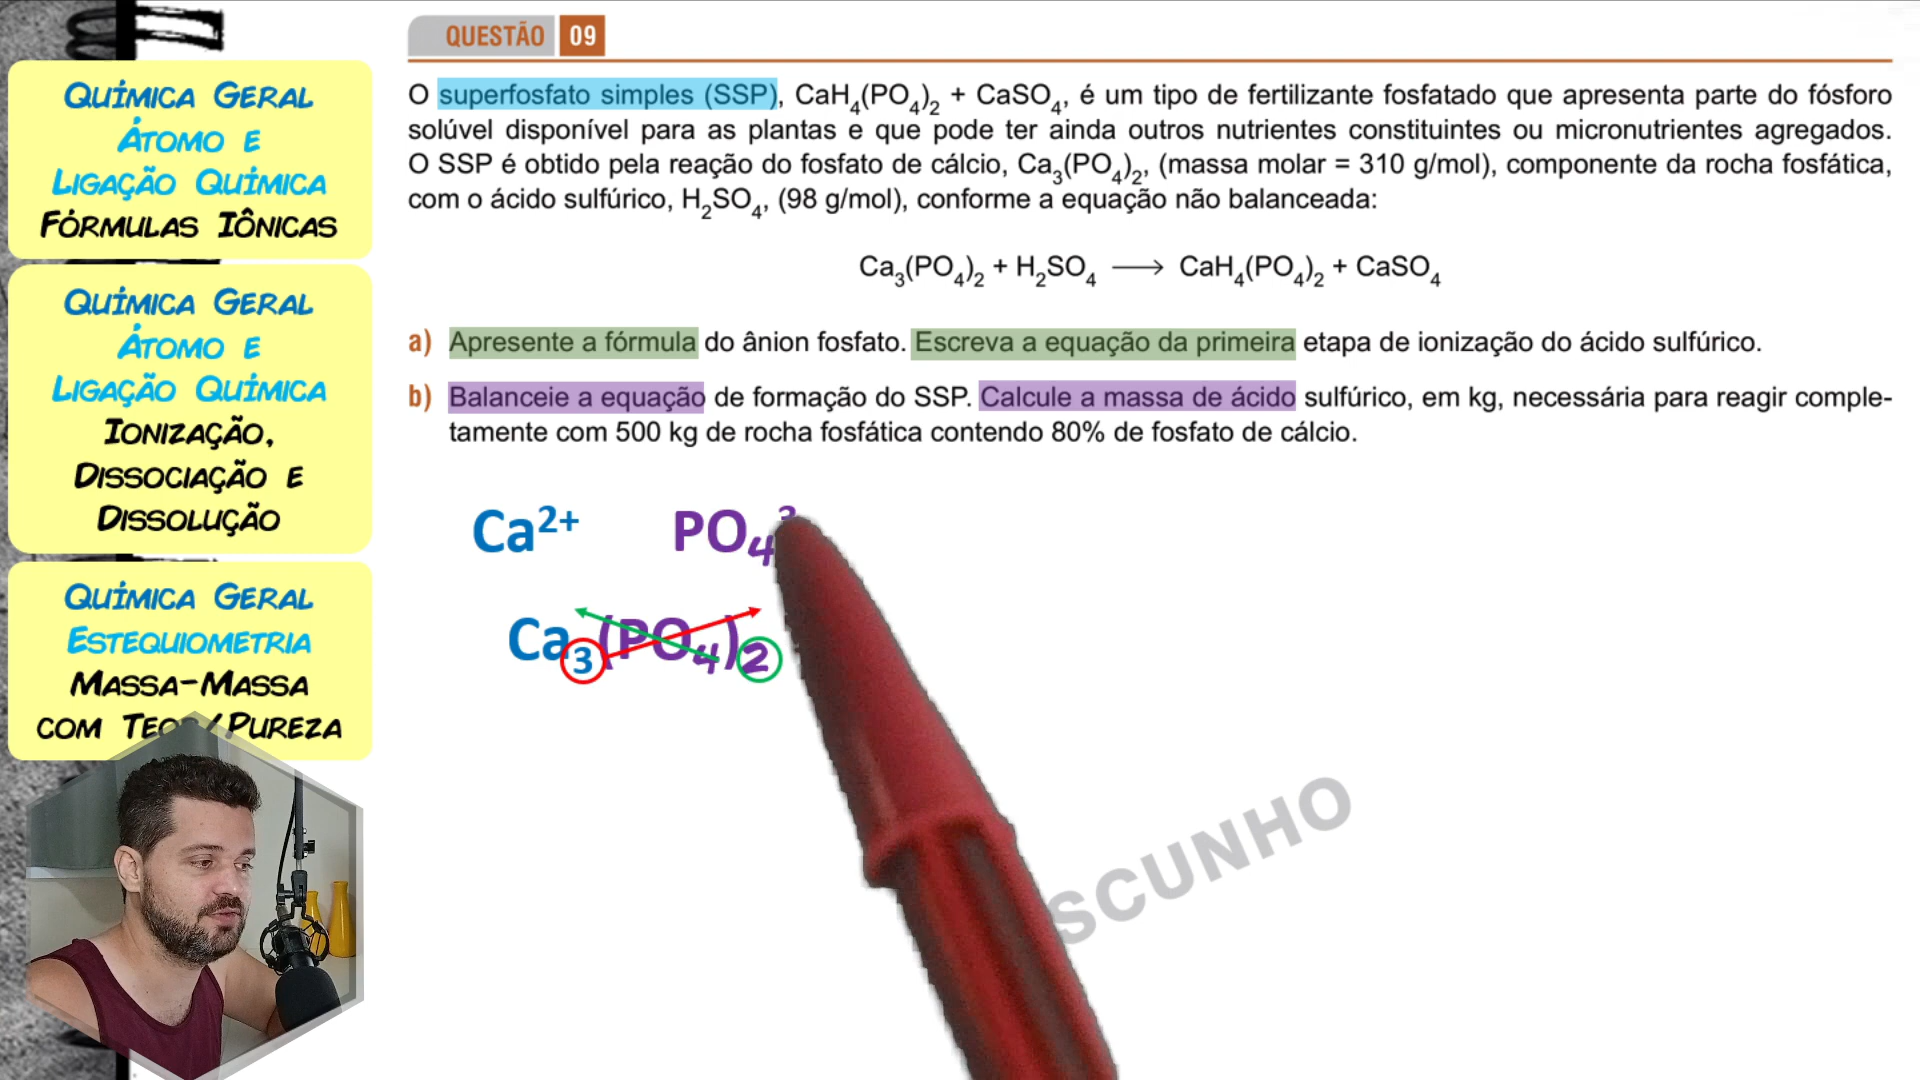 QUESTÃO 09
QUÍMICA GERAL
ÁTOMO E
LIGAÇÃO QUÍMICA
FÓRMULAS IÔNICAS
QUÍMICA GERAL
ÁTOMO E
LIGAÇÃO QUÍMICA
IONIZAÇÃO,
DISSOCIAÇÃO E
DISSOLUÇÃO
QUÍMICA GERAL
ESTEQUIOMETRIA
MASSA-MASSA
COM TEOR/PUREZA
O superfosfato simples (SSP), CaH₄(PO₄)₂ + CaSO₄, é um tipo de fertilizante fosfatado que apresenta parte do fósforo
solúvel disponível para as plantas e que pode ter ainda outros nutrientes constituintes ou micronutrientes agregados.
O SSP é obtido pela reação do fosfato de cálcio, Ca₃(PO₄)₂, (massa molar = 310 g/mol), componente da rocha fosfática,
com o ácido sulfúrico, H₂SO₄, (98 g/mol), conforme a equação não balanceada:
Ca₃(PO₄)₂ + H₂SO₄ ⟶ CaH₄(PO₄)₂ + CaSO₄
a) Apresente a fórmula do ânion fosfato. Escreva a equação da primeira etapa de ionização do ácido sulfúrico.
b) Balanceie a equação de formação do SSP. Calcule a massa de ácido sulfúrico, em kg, necessária para reagir comple-
tamente com 500 kg de rocha fosfática contendo 80% de fosfato de cálcio.
Ca²⁺ PO₄³
Ca₃(PO₄)₂
SCUNHO